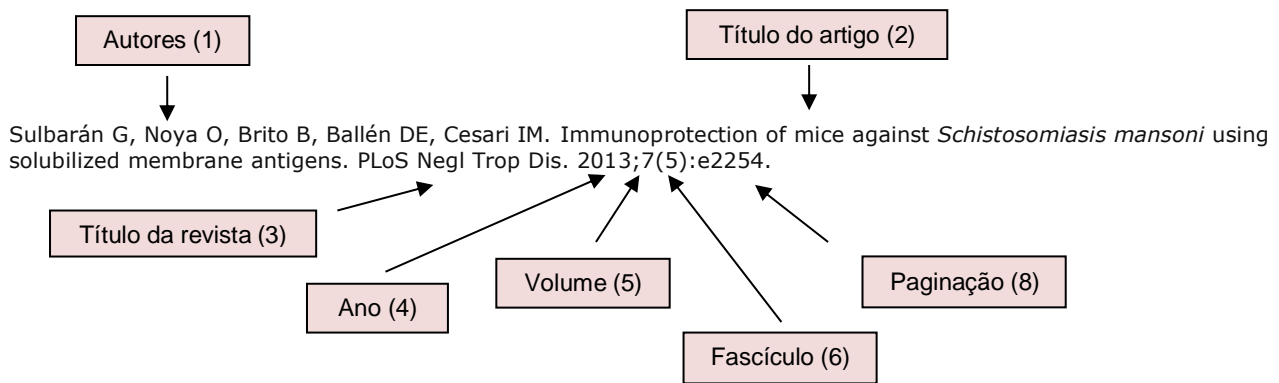 Autores (1)
Título do artigo (2)
Sulbarán G, Noya O, Brito B, Ballén DE, Cesari IM. Immunoprotection of mice against Schistosomiasis mansoni using
solubilized membrane antigens. PLoS Negl Trop Dis. 2013;7(5):e2254.
Título da revista (3)
Ano (4)
Volume (5)
Fascículo (6)
Paginação (8)